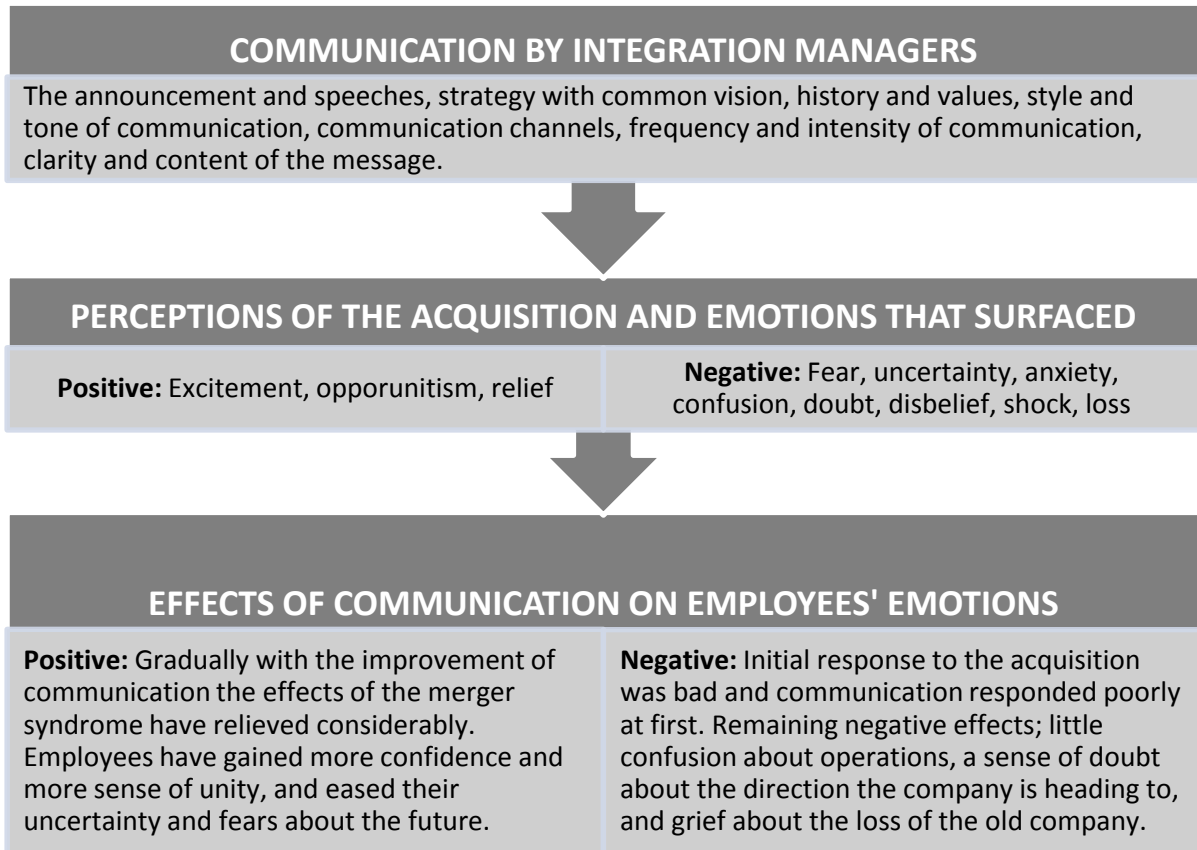 COMMUNICATION BY INTEGRATION MANAGERS
The announcement and speeches, strategy with common vision, history and values, style and
tone of communication, communication channels, frequency and intensity of communication,
clarity and content of the message.
PERCEPTIONS OF THE ACQUISITION AND EMOTIONS THAT SURFACED
Positive: Excitement, opporunitism, relief
Negative: Fear, uncertainty, anxiety,
confusion, doubt, disbelief, shock, loss
EFFECTS OF COMMUNICATION ON EMPLOYEES' EMOTIONS
Positive: Gradually with the improvement of
communication the effects of the merger
syndrome have relieved considerably.
Employees have gained more confidence and
more sense of unity, and eased their
uncertainty and fears about the future.
Negative: Initial response to the acquisition
was bad and communication responded poorly
at first. Remaining negative effects; little
confusion about operations, a sense of doubt
about the direction the company is heading to,
and grief about the loss of the old company.